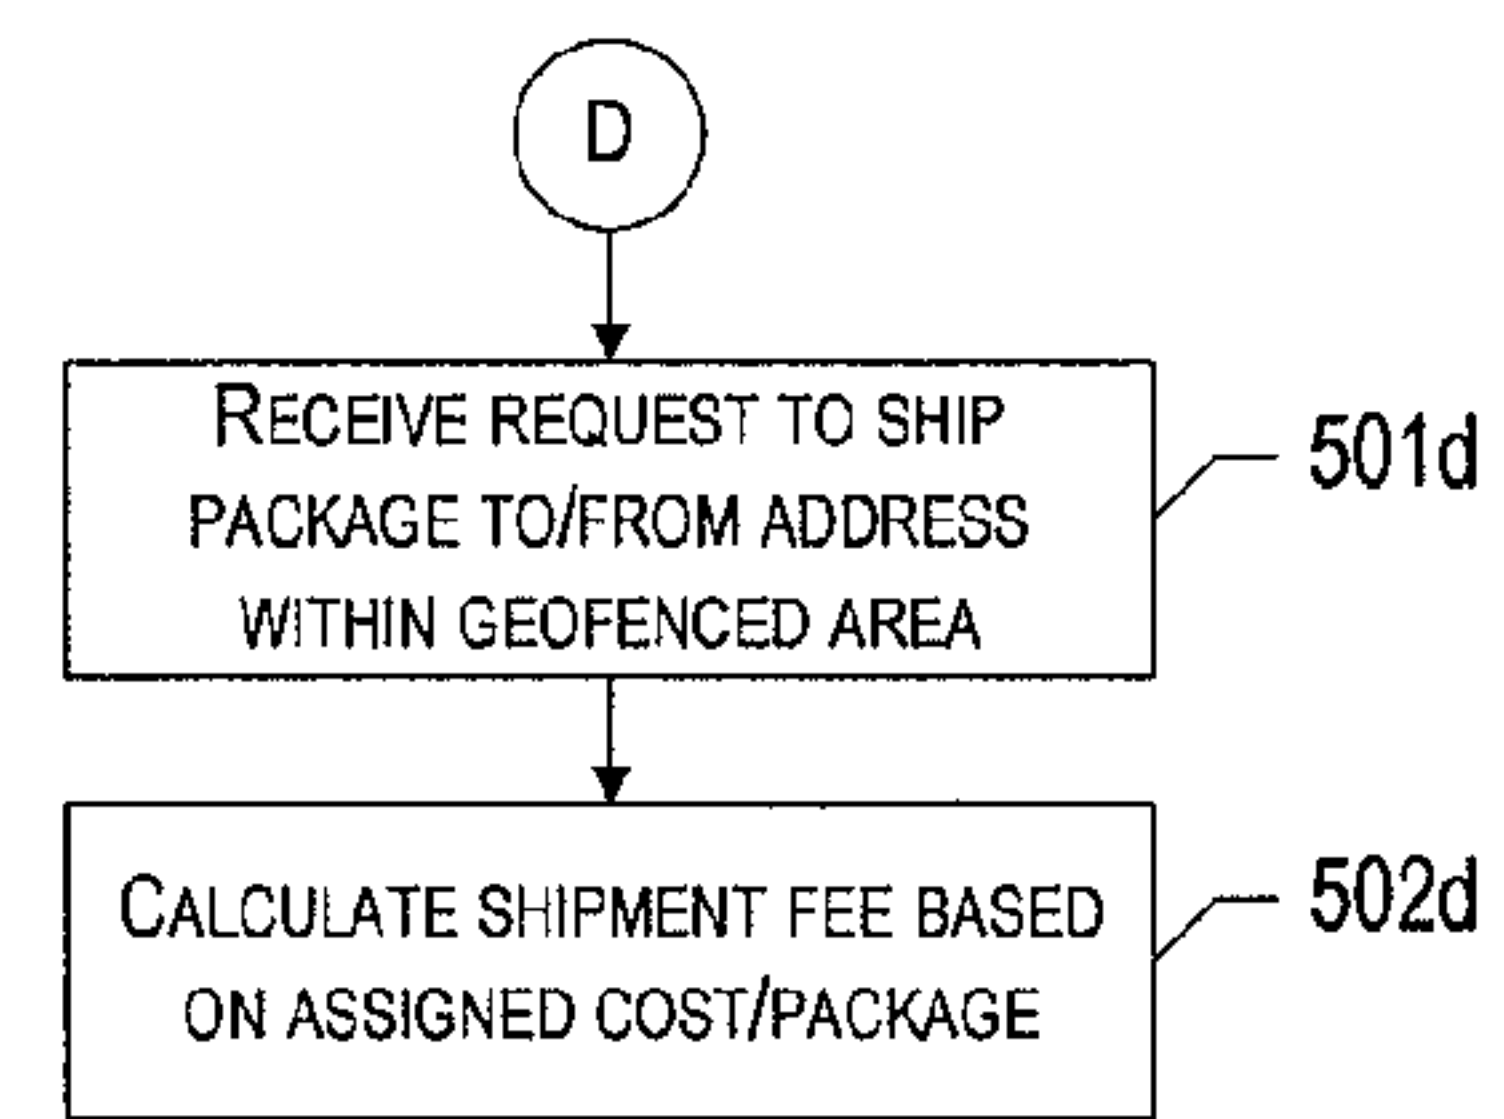 D
RECEIVE REQUEST TO SHIP
PACKAGE TO/FROM ADDRESS
WITHIN GEOFENCED AREA
501d
CALCULATE SHIPMENT FEE BASED
ON ASSIGNED COST/PACKAGE
502d